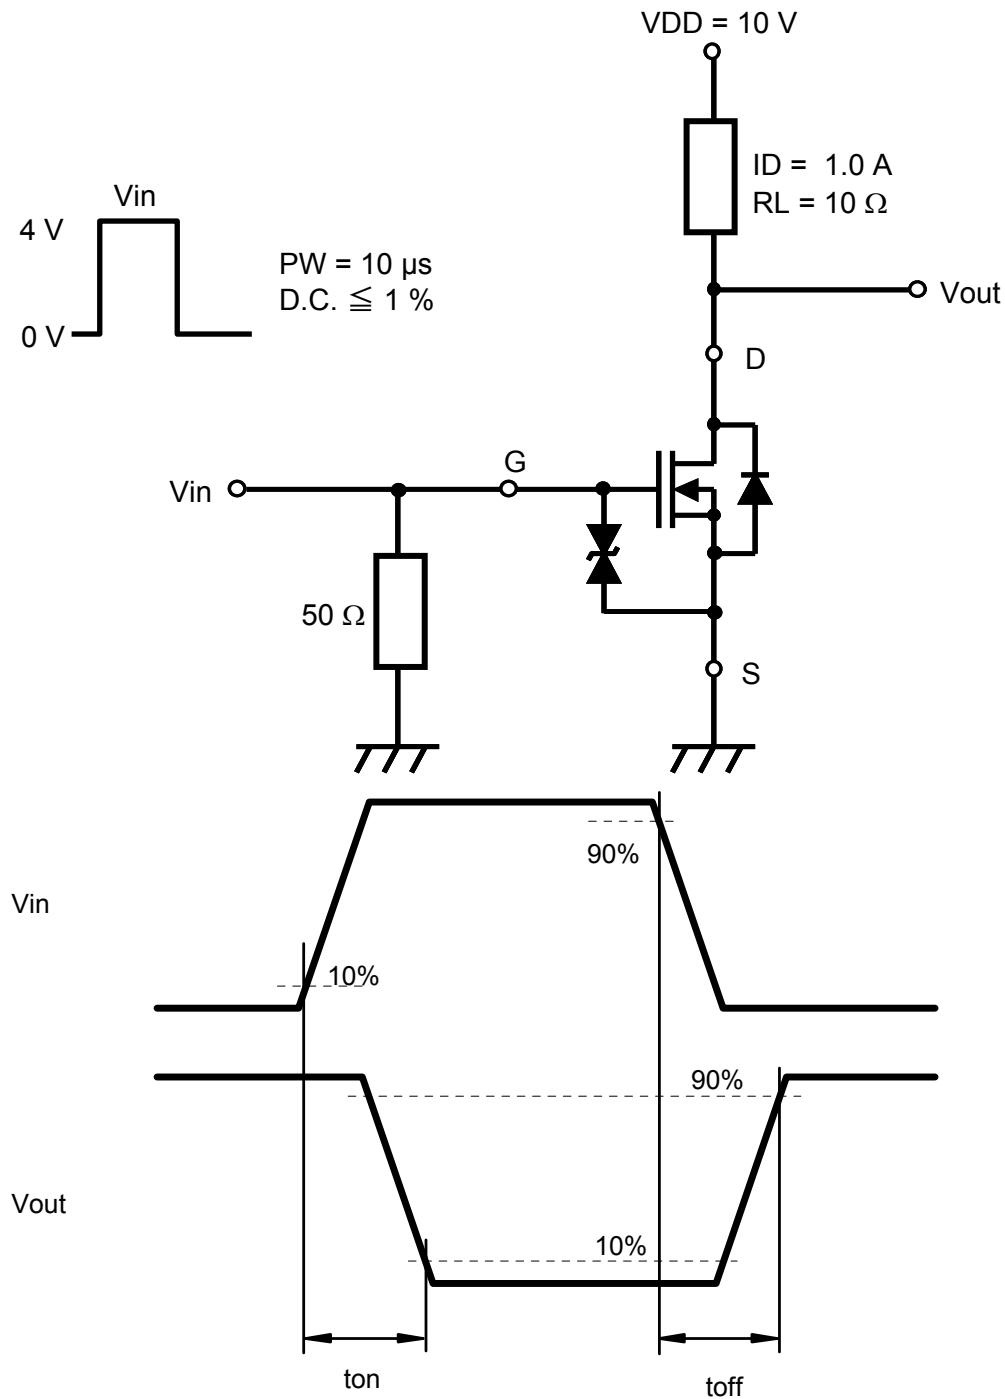 VDD = 10 V
ID = 1.0 A
RL = 10 Ω
Vin
4 V
PW = 10 µs
D.C. ≦ 1 %
0 V
Vout
D
G
Vin
50 Ω
S
90%
Vin
10%
90%
Vout
10%
ton
toff